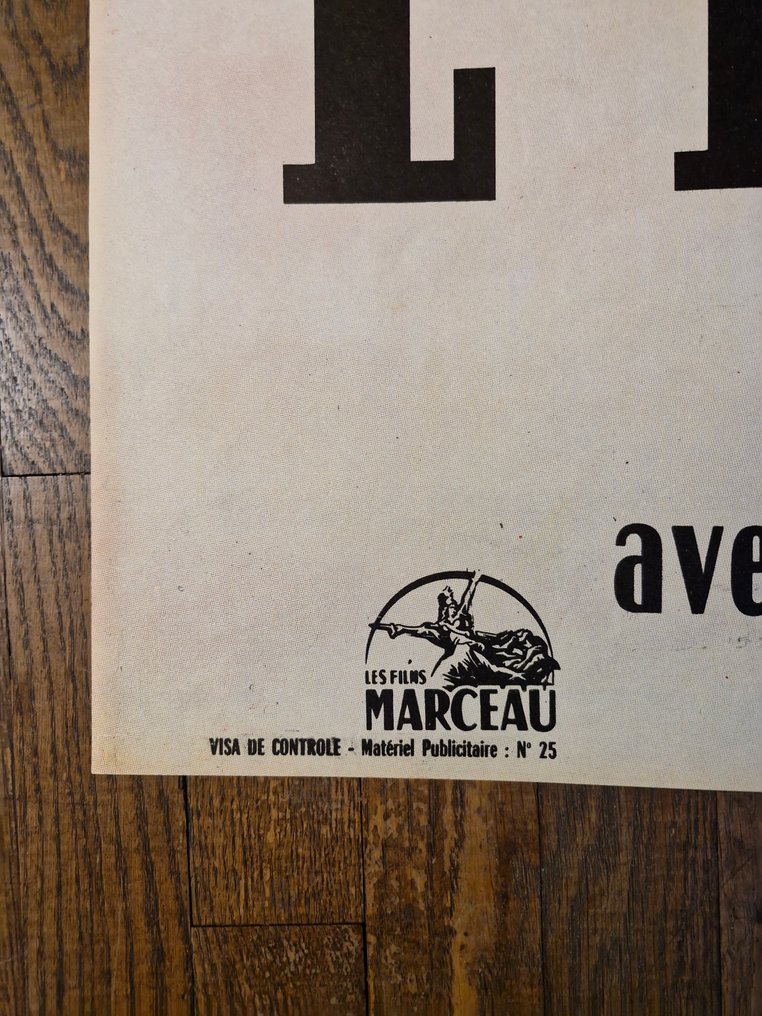 L
ave
LES FILMS
MARCEAU
VISA DE CONTROLE - Matériel Publicitaire : N° 25